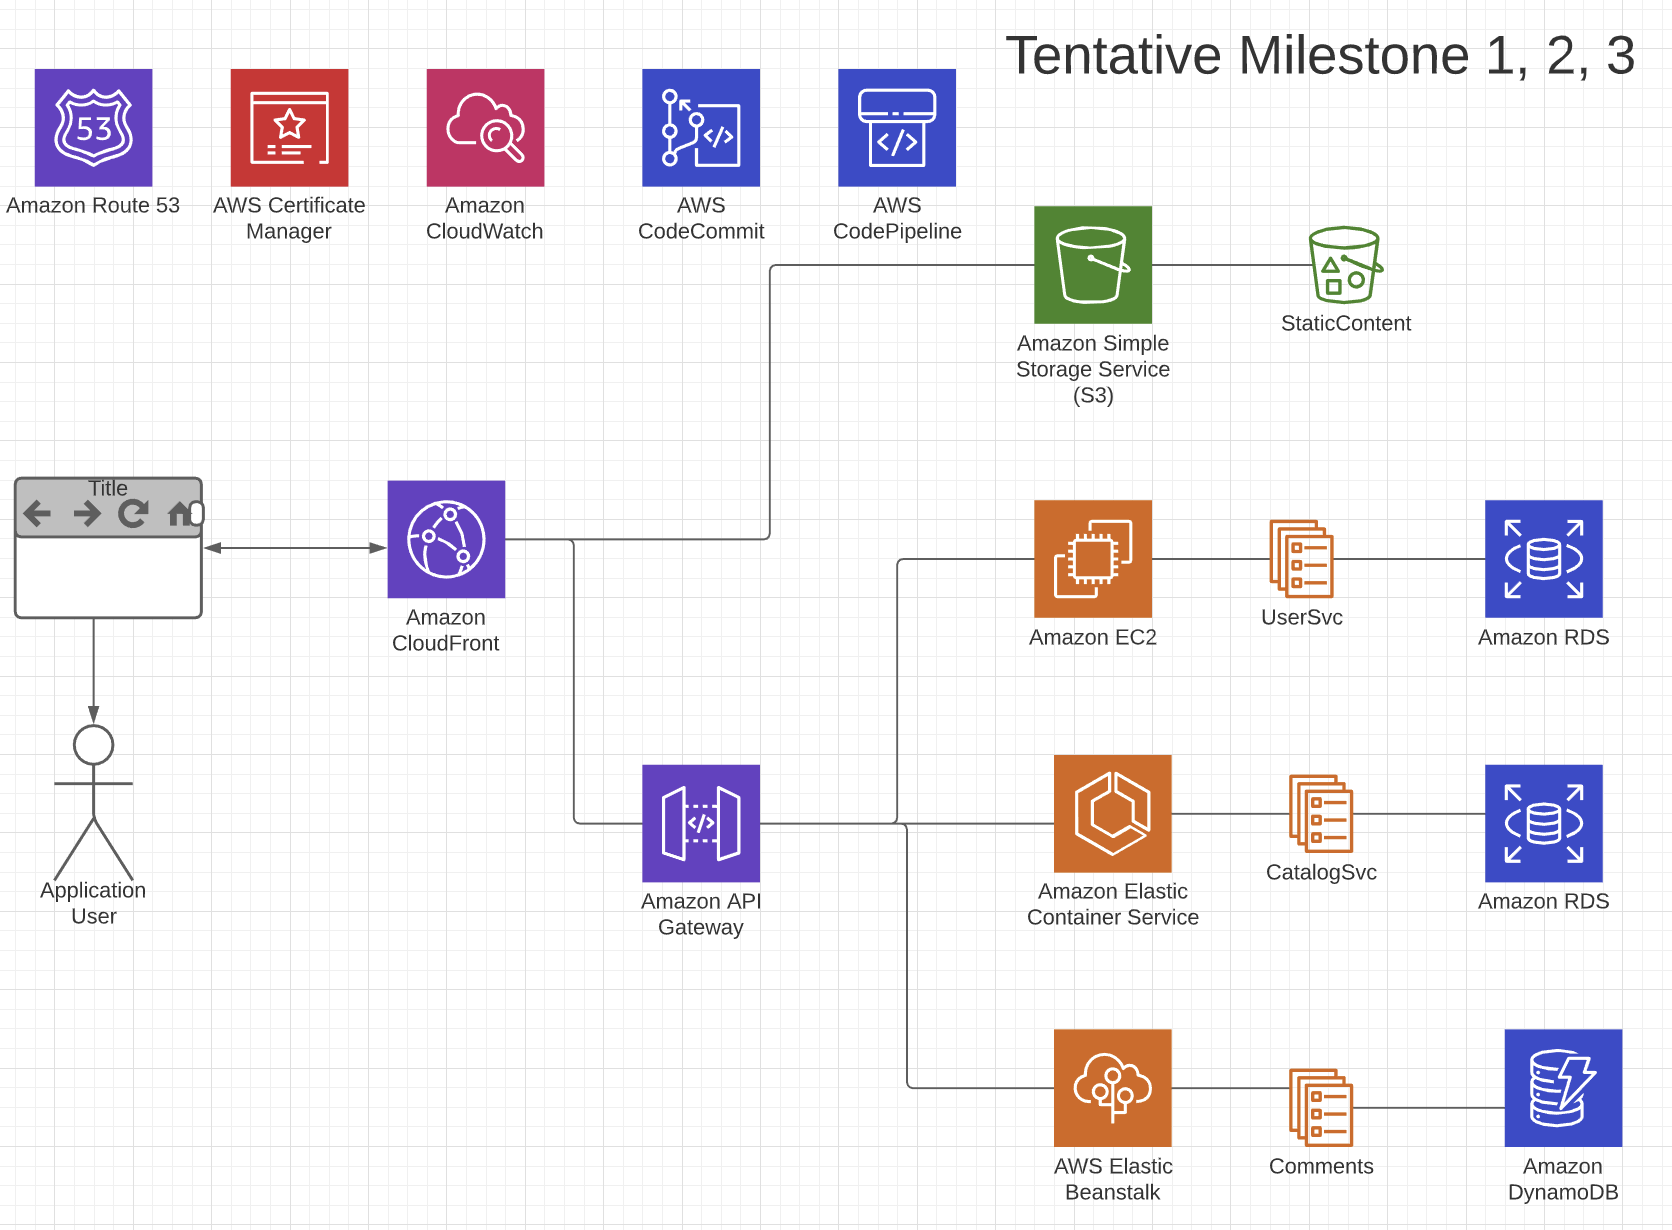 Tentative Milestone 1, 2, 3
53
Amazon Route 53
AWS Certificate
Manager
Amazon
CloudWatch
AWS
CodeCommit
AWS
CodePipeline
Amazon Simple
Storage Service
(S3)
StaticContent
Title
Amazon
CloudFront
Amazon EC2
UserSvc
Amazon RDS
Application
User
</>
Amazon API
Gateway
Amazon Elastic
Container Service
CatalogSvc
Amazon RDS
AWS Elastic
Beanstalk
Comments
Amazon
DynamoDB